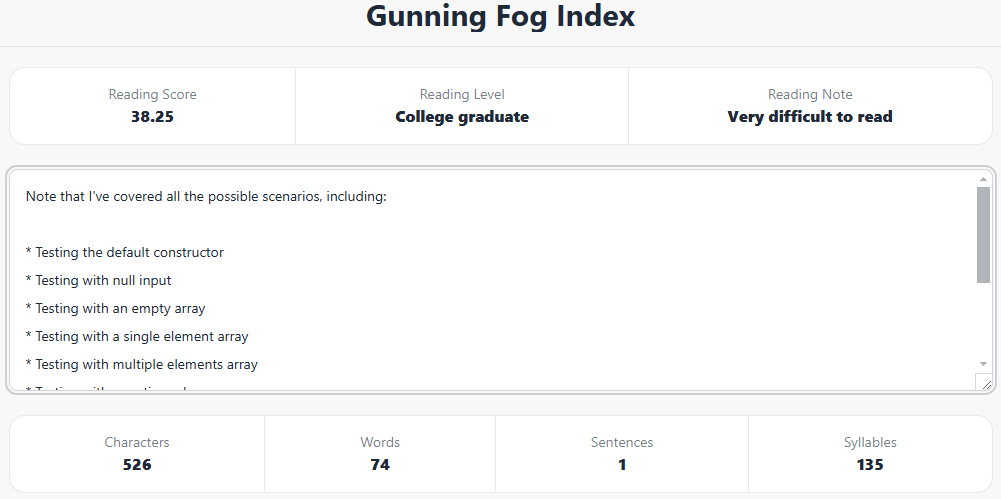 Gunning Fog Index
Reading Score
38.25
Reading Level
College graduate
Reading Note
Very difficult to read
Note that I've covered all the possible scenarios, including:
* Testing the default constructor
* Testing with null input
* Testing with an empty array
* Testing with a single element array
* Testing with multiple elements array
Characters
526
Words
74
Sentences
1
Syllables
135